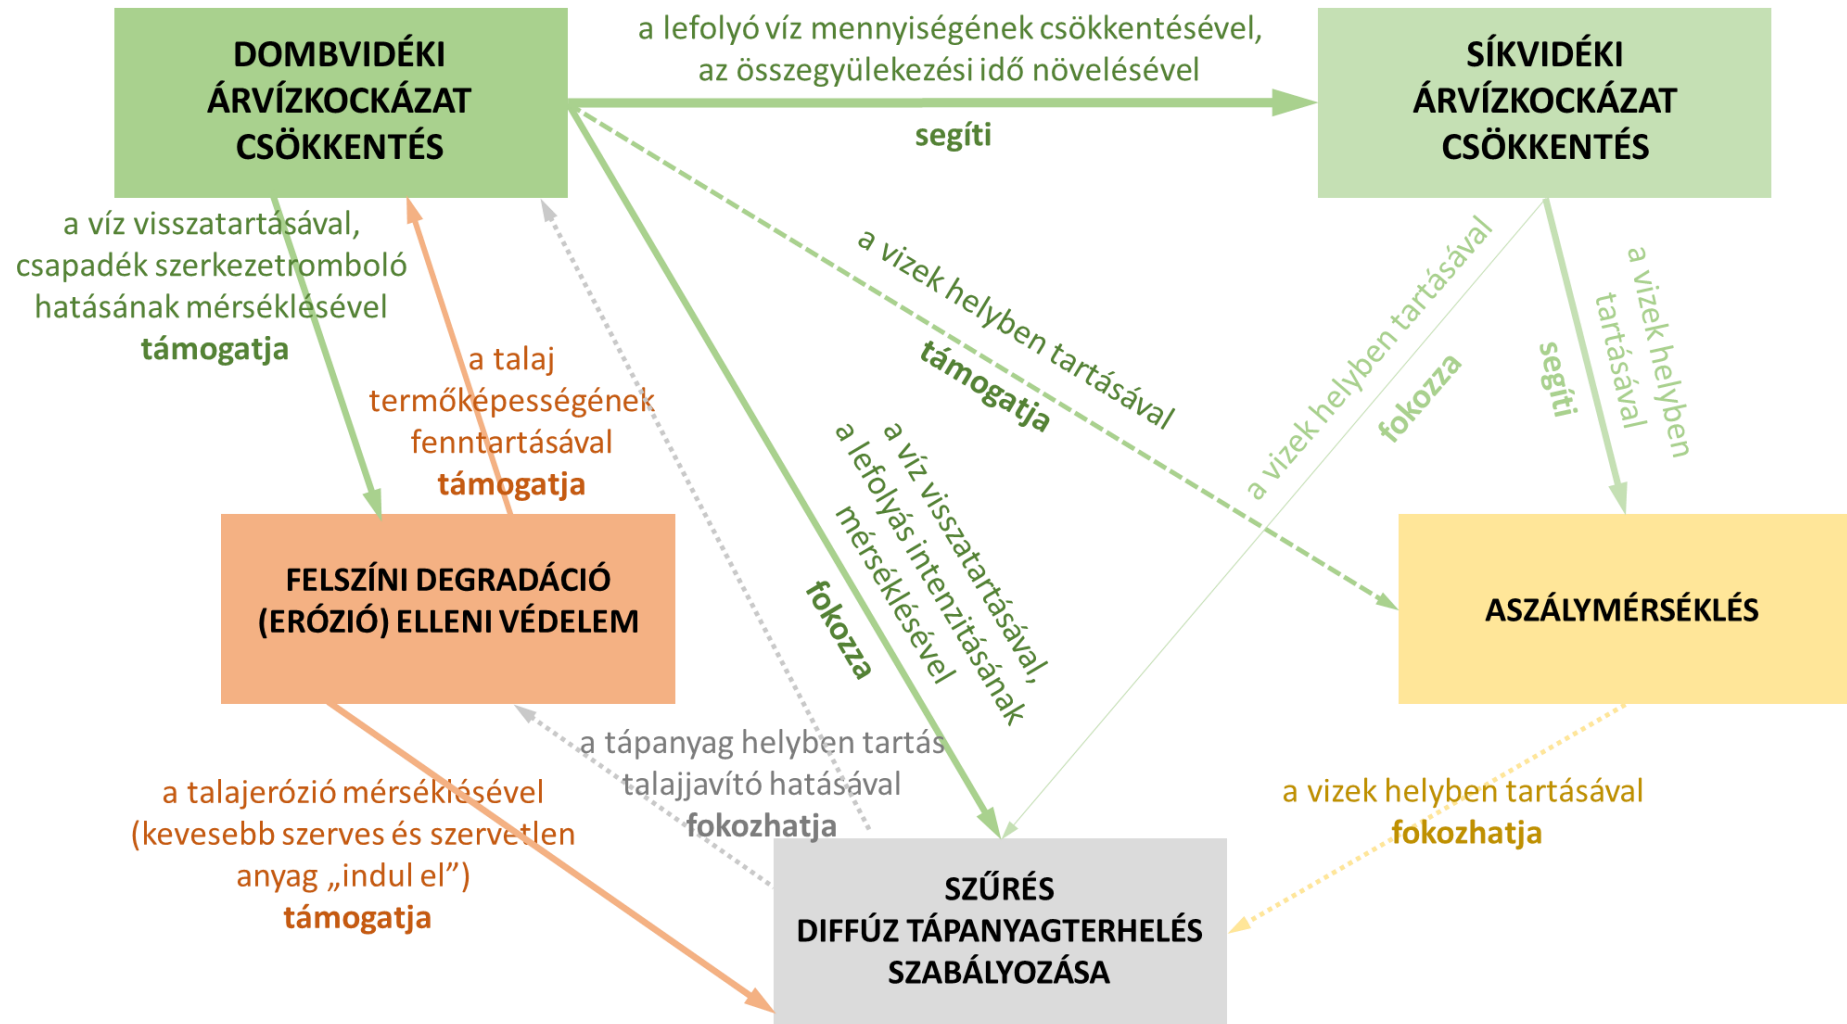 DOMBVIDÉKI
ÁRVÍZKOCKÁZAT
CSÖKKENTÉS
a lefolyó víz mennyiségének csökkentésével,
az összegyülekezési idő növelésével
segíti
SÍKVIDÉKI
ÁRVÍZKOCKÁZAT
CSÖKKENTÉS
a víz visszatartásával,
csapadék szerkezetromboló
hatásának mérséklésével
támogatja
a talaj
termőképességének
fenntartásával
támogatja
a vizek helyben tartásával
támogatja
a vizek helyben tartásával
fokozza
a vizek helyben
tartásával
segíti
a víz visszatartásával,
a lefolyás intenzitásának
mérséklésével
fokozza
FELSZÍNI DEGRADÁCIÓ
(ERÓZIÓ) ELLENI VÉDELEM
ASZÁLYMÉRSÉKLÉS
a tápanyag helyben tartás
talajjavító hatásával
fokozhatja
a talajerózió mérséklésével
(kevesebb szerves és szervetlen
anyag „indul el”)
támogatja
a vizek helyben tartásával
fokozhatja
SZŰRÉS
DIFFÚZ TÁPANYAGTERHELÉS
SZABÁLYOZÁSA